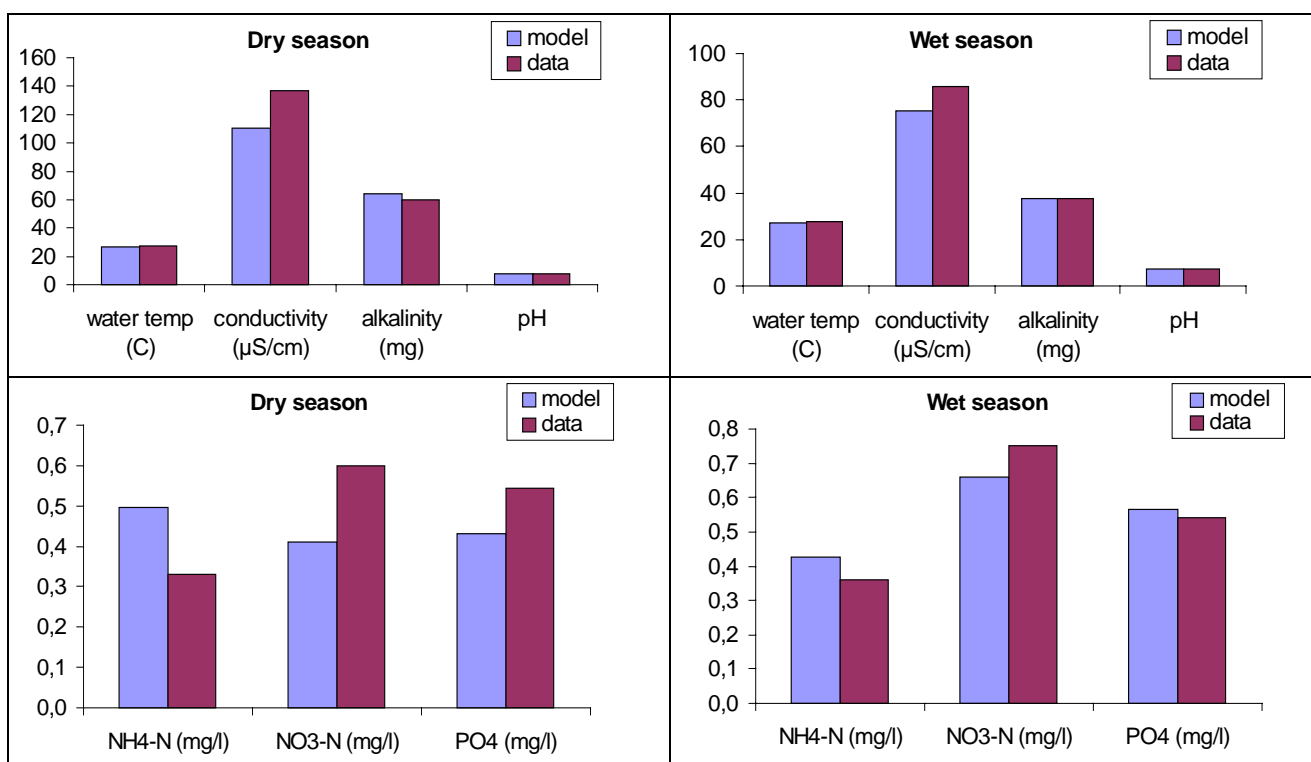 Dry season
model
data
160
140
120
100
80
60
40
20
0
water temp conductivity alkalinity pH
(C) (µS/cm) (mg)
Wet season
model
data
100
80
60
40
20
0
water temp conductivity alkalinity pH
(C) (µS/cm) (mg)
Dry season
model
data
0,7
0,6
0,5
0,4
0,3
0,2
0,1
0,0
NH4-N (mg/l) NO3-N (mg/l) PO4 (mg/l)
Wet season
model
data
0,8
0,7
0,6
0,5
0,4
0,3
0,2
0,1
0,0
NH4-N (mg/l) NO3-N (mg/l) PO4 (mg/l)